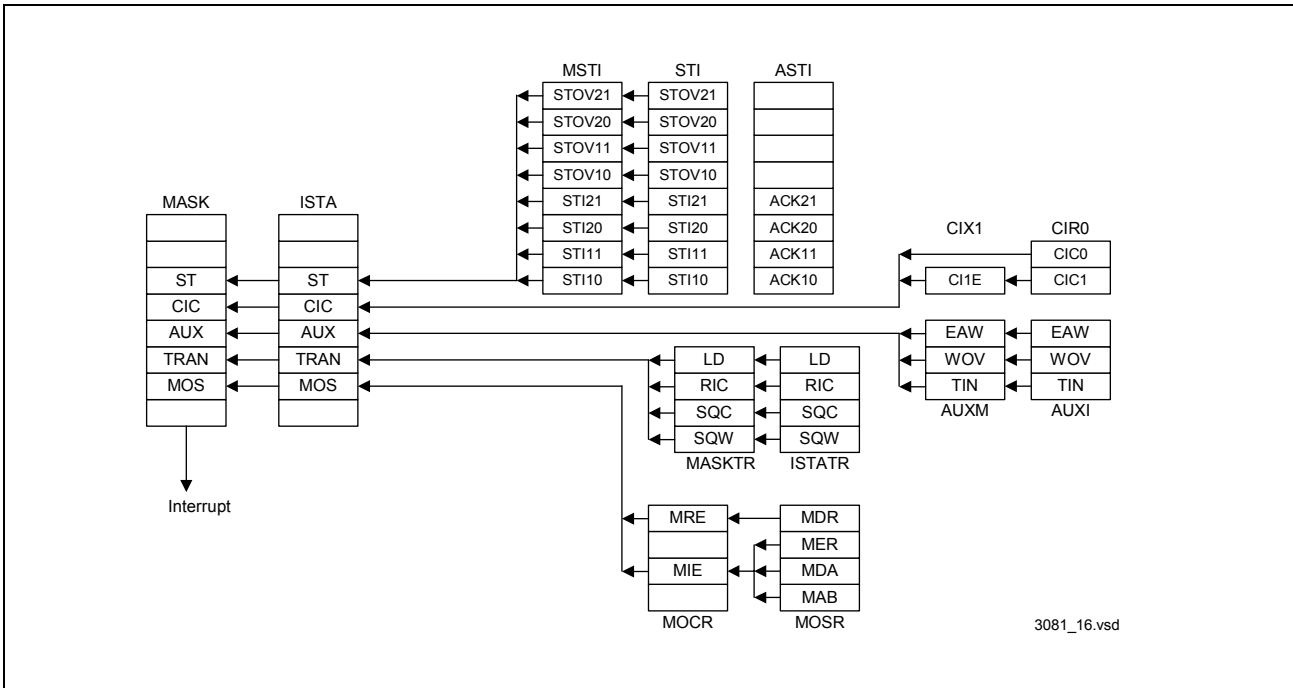 MSTI STI ASTI
STOV21 STOV21
STOV20 STOV20
STOV11 STOV11
STOV10 STOV10
MASK ISTA STI21 STI21 ACK21
STI20 STI20 ACK20 CIX1 CIR0
STI11 STI11 ACK11 CIC0
ST ST STI10 STI10 ACK10 CI1E CIC1
CIC CIC
AUX AUX EAW EAW
TRAN TRAN LD LD WOV WOV
MOS MOS RIC RIC TIN TIN
SQC SQC AUXM AUXI
SQW SQW
MASKTR ISTATR
Interrupt
MRE MDR
MER
MIE MDA
MAB
MOCR MOSR
3081_16.vsd